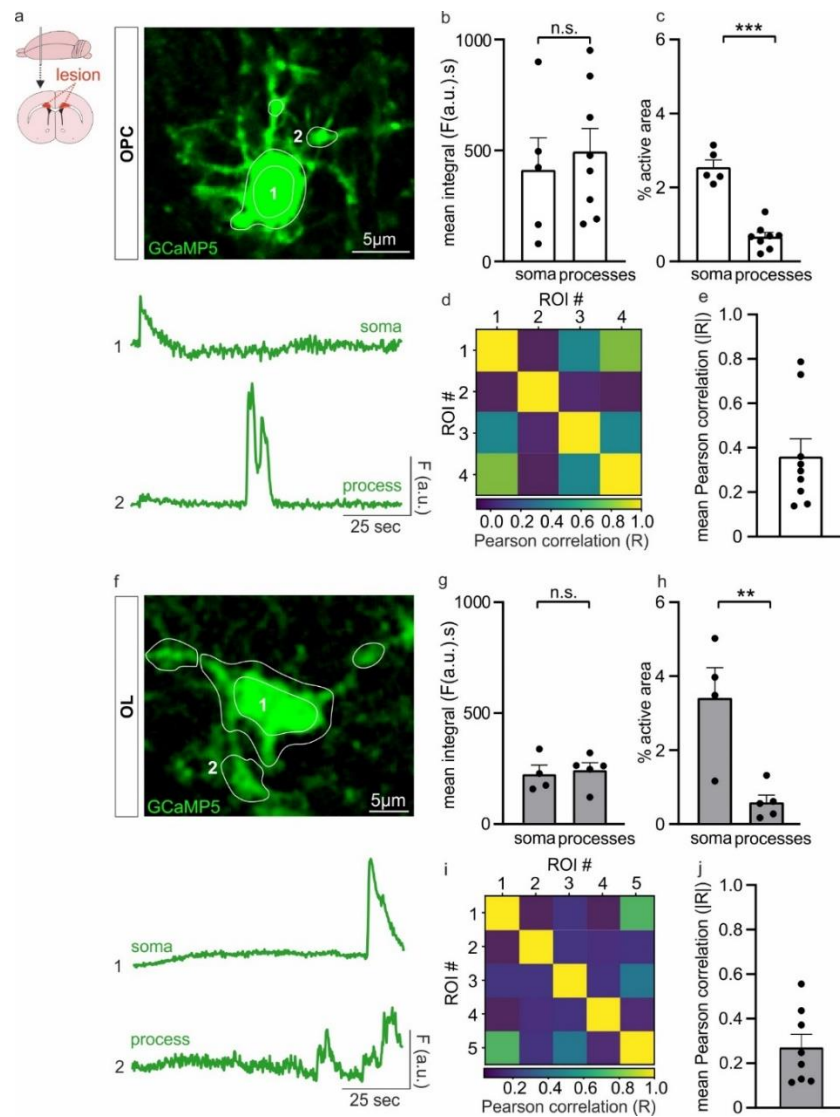 a
lesion
OPC
1
2
GCaMP5
5µm
soma
1
process
2
F (a.u.)
25 sec
b
n.s.
mean integral (F(a.u.).s)
1000
500
0
soma processes
c
***
% active area
6
4
2
0
soma processes
d
ROI #
1 2 3 4
ROI #
1
2
3
4
0.0 0.2 0.4 0.6 0.8 1.0
Pearson correlation (R)
e
mean Pearson correlation (|R|)
1.0
0.8
0.6
0.4
0.2
0
f
OL
1
2
GCaMP5
5µm
soma
1
process
2
F (a.u.)
25 sec
g
n.s.
mean integral (F(a.u.).s)
1000
500
0
soma processes
h
**
% active area
6
4
2
0
soma processes
i
ROI #
1 2 3 4 5
ROI #
1
2
3
4
5
0.2 0.4 0.6 0.8 1.0
Pearson correlation (R)
j
mean Pearson correlation (|R|)
1.0
0.8
0.6
0.4
0.2
0